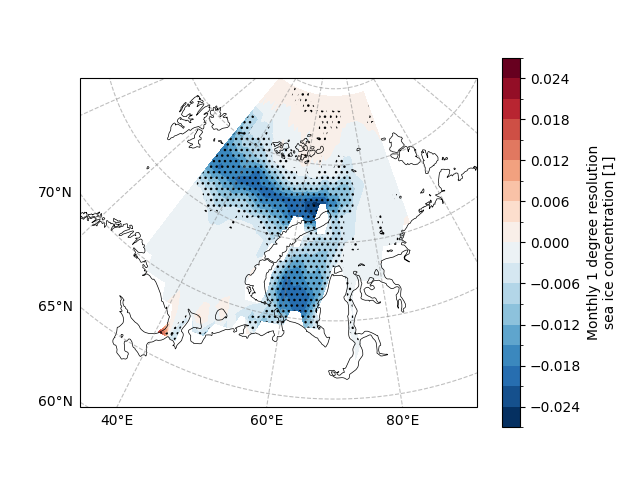 70°N
65°N
60°N
40°E
60°E
80°E
0.024
0.018
0.012
0.006
0.000
−0.006
−0.012
−0.018
−0.024
Monthly 1 degree resolution
sea ice concentration [1]